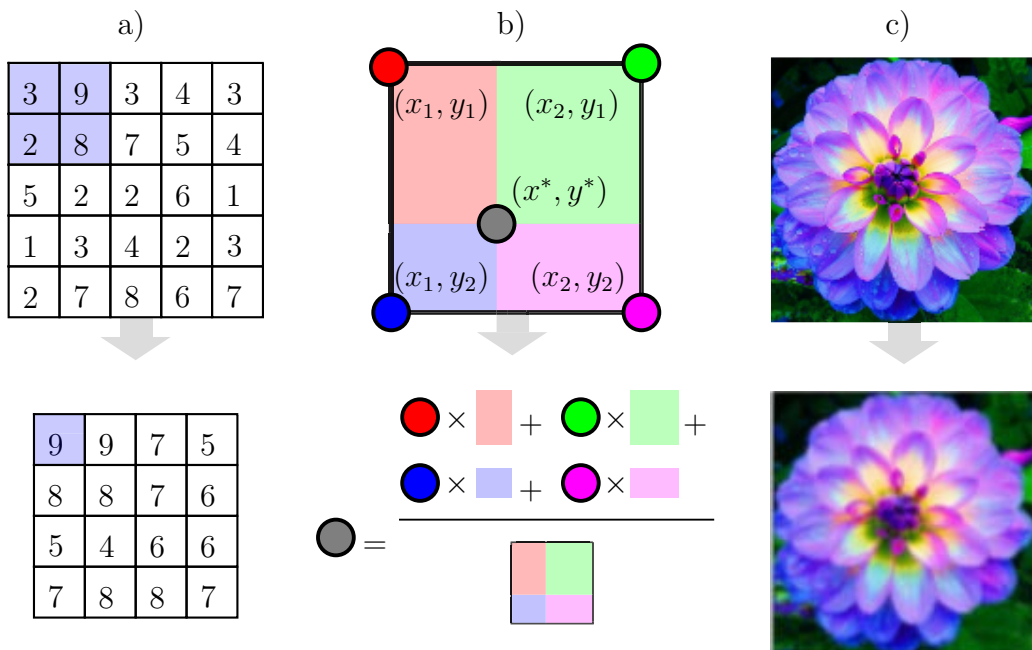 a) b) c)
3 9 3 4 3
2 8 7 5 4
5 2 2 6 1
1 3 4 2 3
2 7 8 6 7
(x₁, y₁) (x₂, y₁)
(x*, y*)
(x₁, y₂) (x₂, y₂)
9 9 7 5
8 8 7 6
5 4 6 6
7 8 8 7
× + × +
× + ×
=